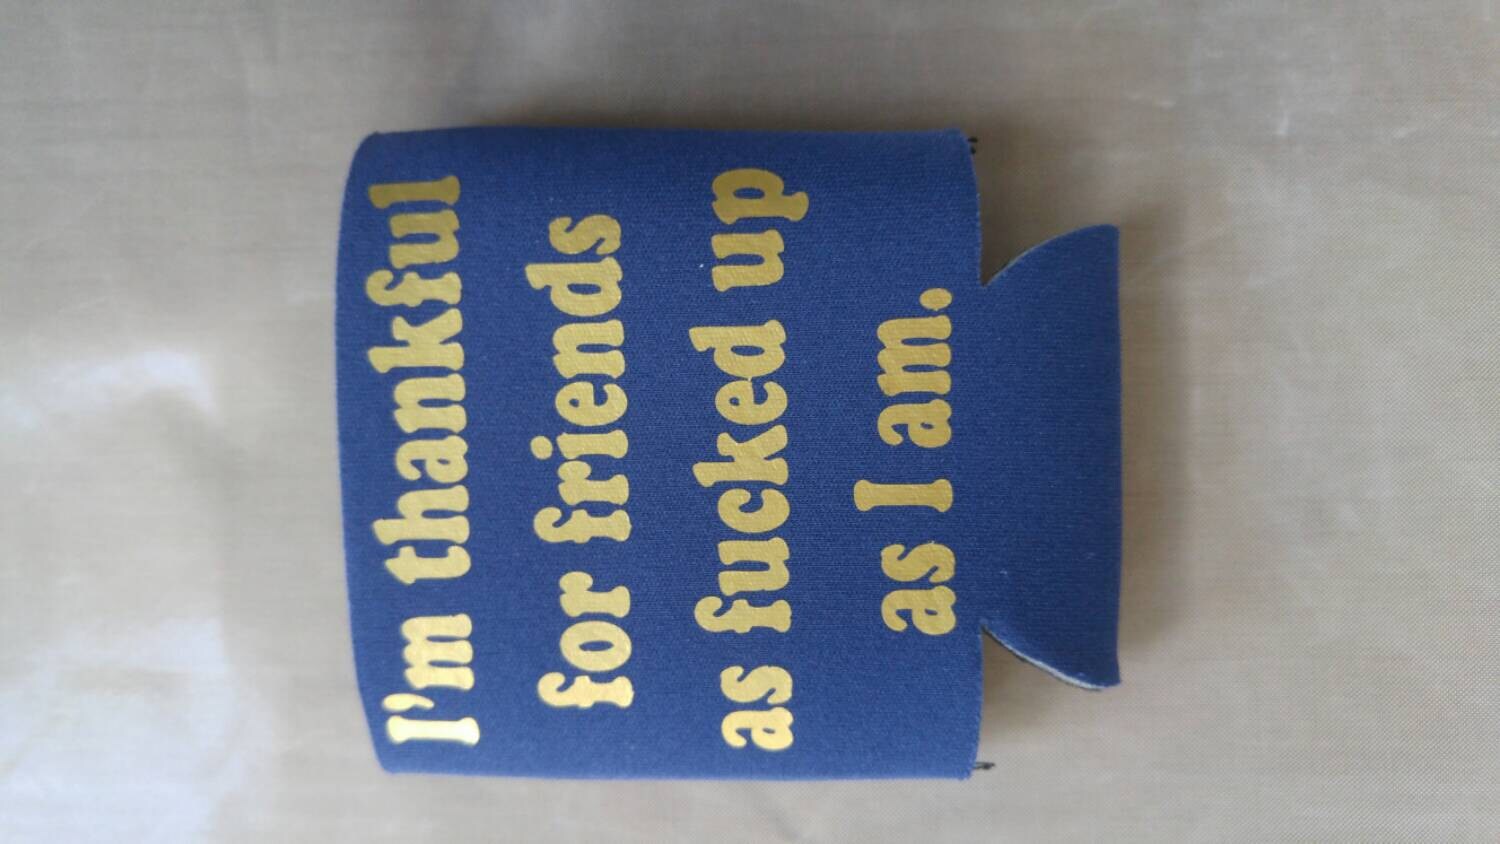 I'm thankful
for friends
as fucked up
as I am.